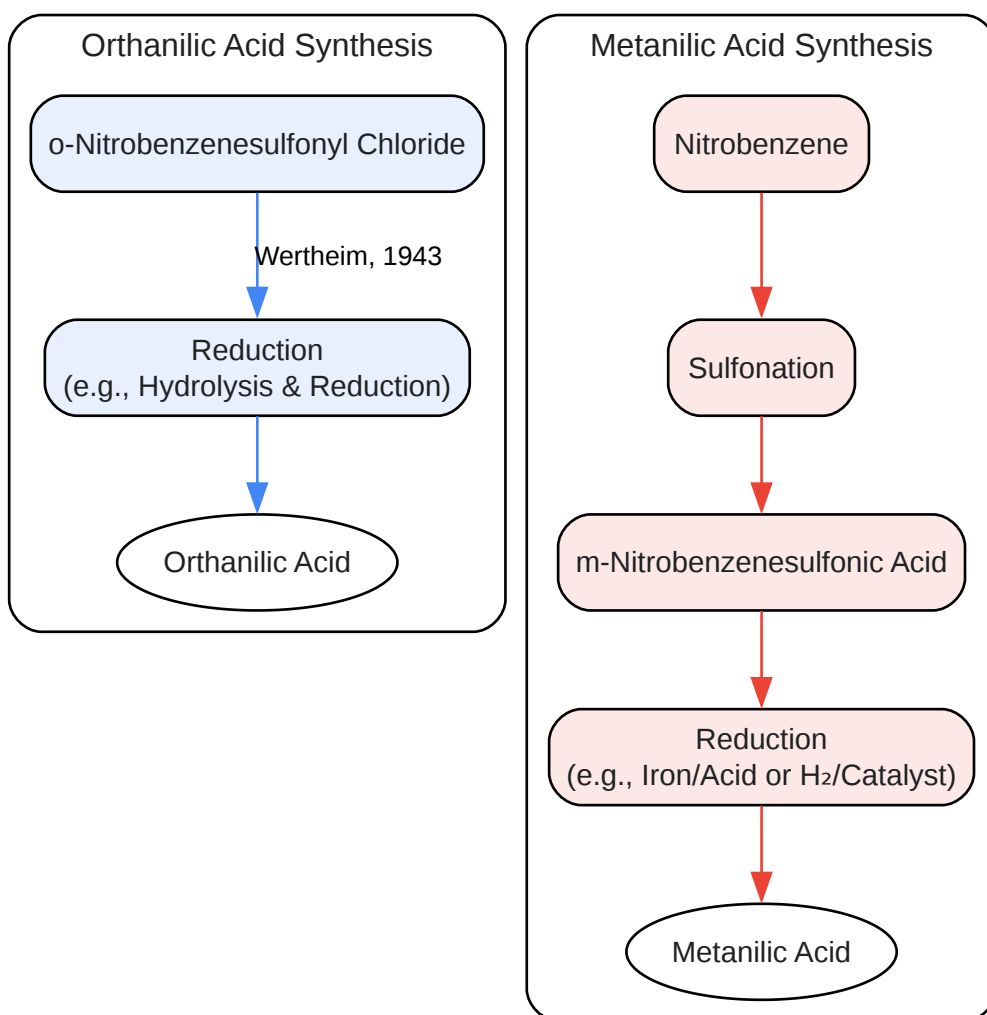 Orthanilic Acid Synthesis
o-Nitrobenzenesulfonyl Chloride
Wertheim, 1943
Reduction
(e.g., Hydrolysis & Reduction)
Orthanilic Acid
Metanilic Acid Synthesis
Nitrobenzene
Sulfonation
m-Nitrobenzenesulfonic Acid
Reduction
(e.g., Iron/Acid or H₂/Catalyst)
Metanilic Acid